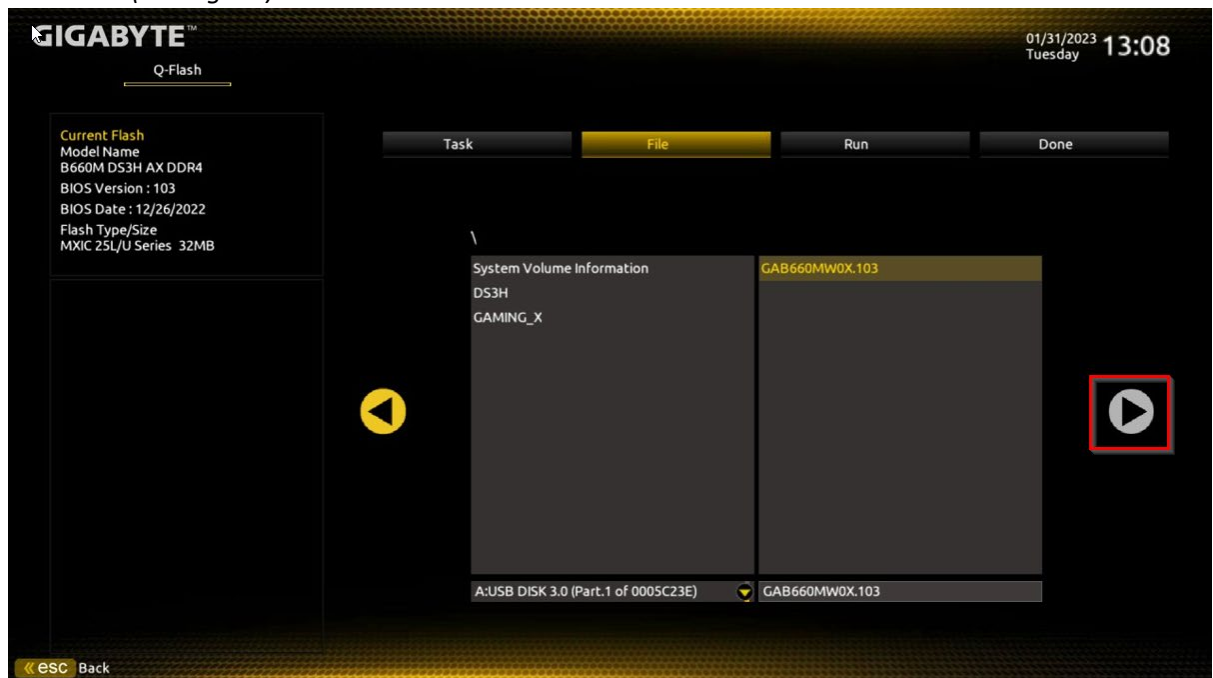 GIGABYTE™
01/31/2023
Tuesday
13:08
Q-Flash
Current Flash
Model Name
B660M DS3H AX DDR4
BIOS Version : 103
BIOS Date : 12/26/2022
Flash Type/Size
MXIC 25L/U Series 32MB
Task
File
Run
Done
\
System Volume Information
DS3H
GAMING_X
GAB660MW0X.103
A:USB DISK 3.0 (Part.1 of 0005C23E)
GAB660MW0X.103
« esc Back